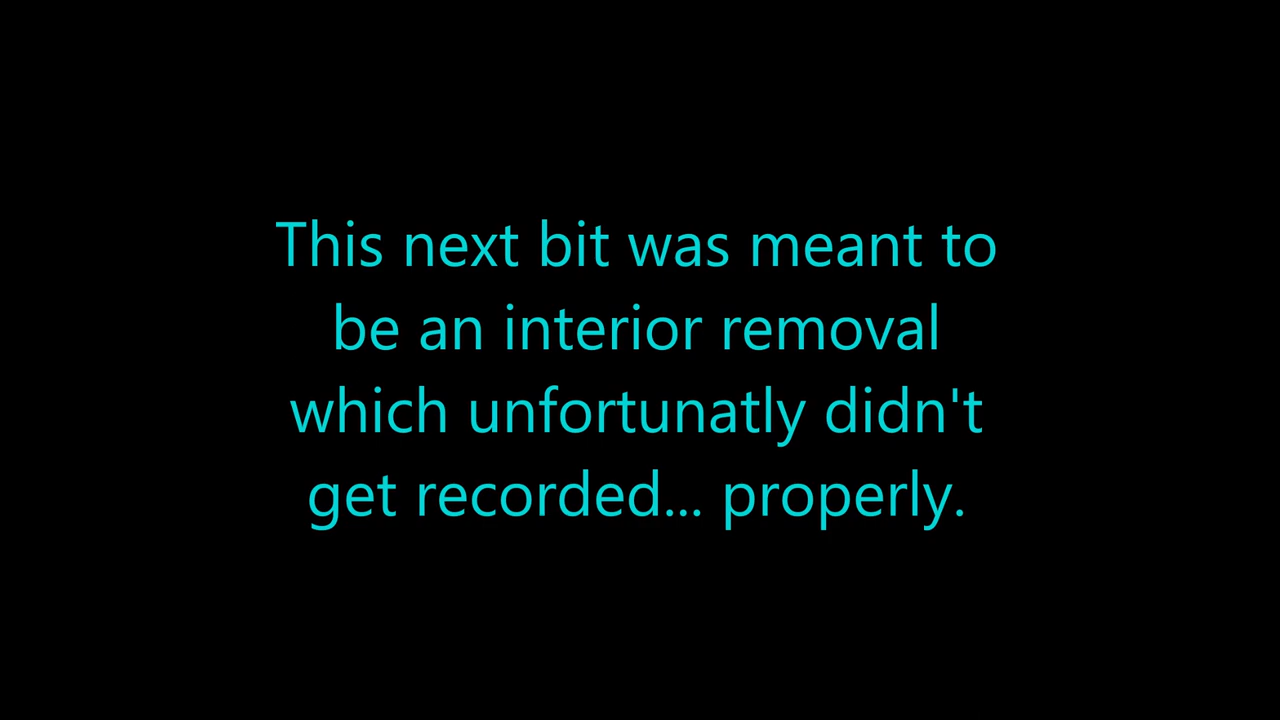 This next bit was meant to
be an interior removal
which unfortunatly didn't
get recorded... properly.